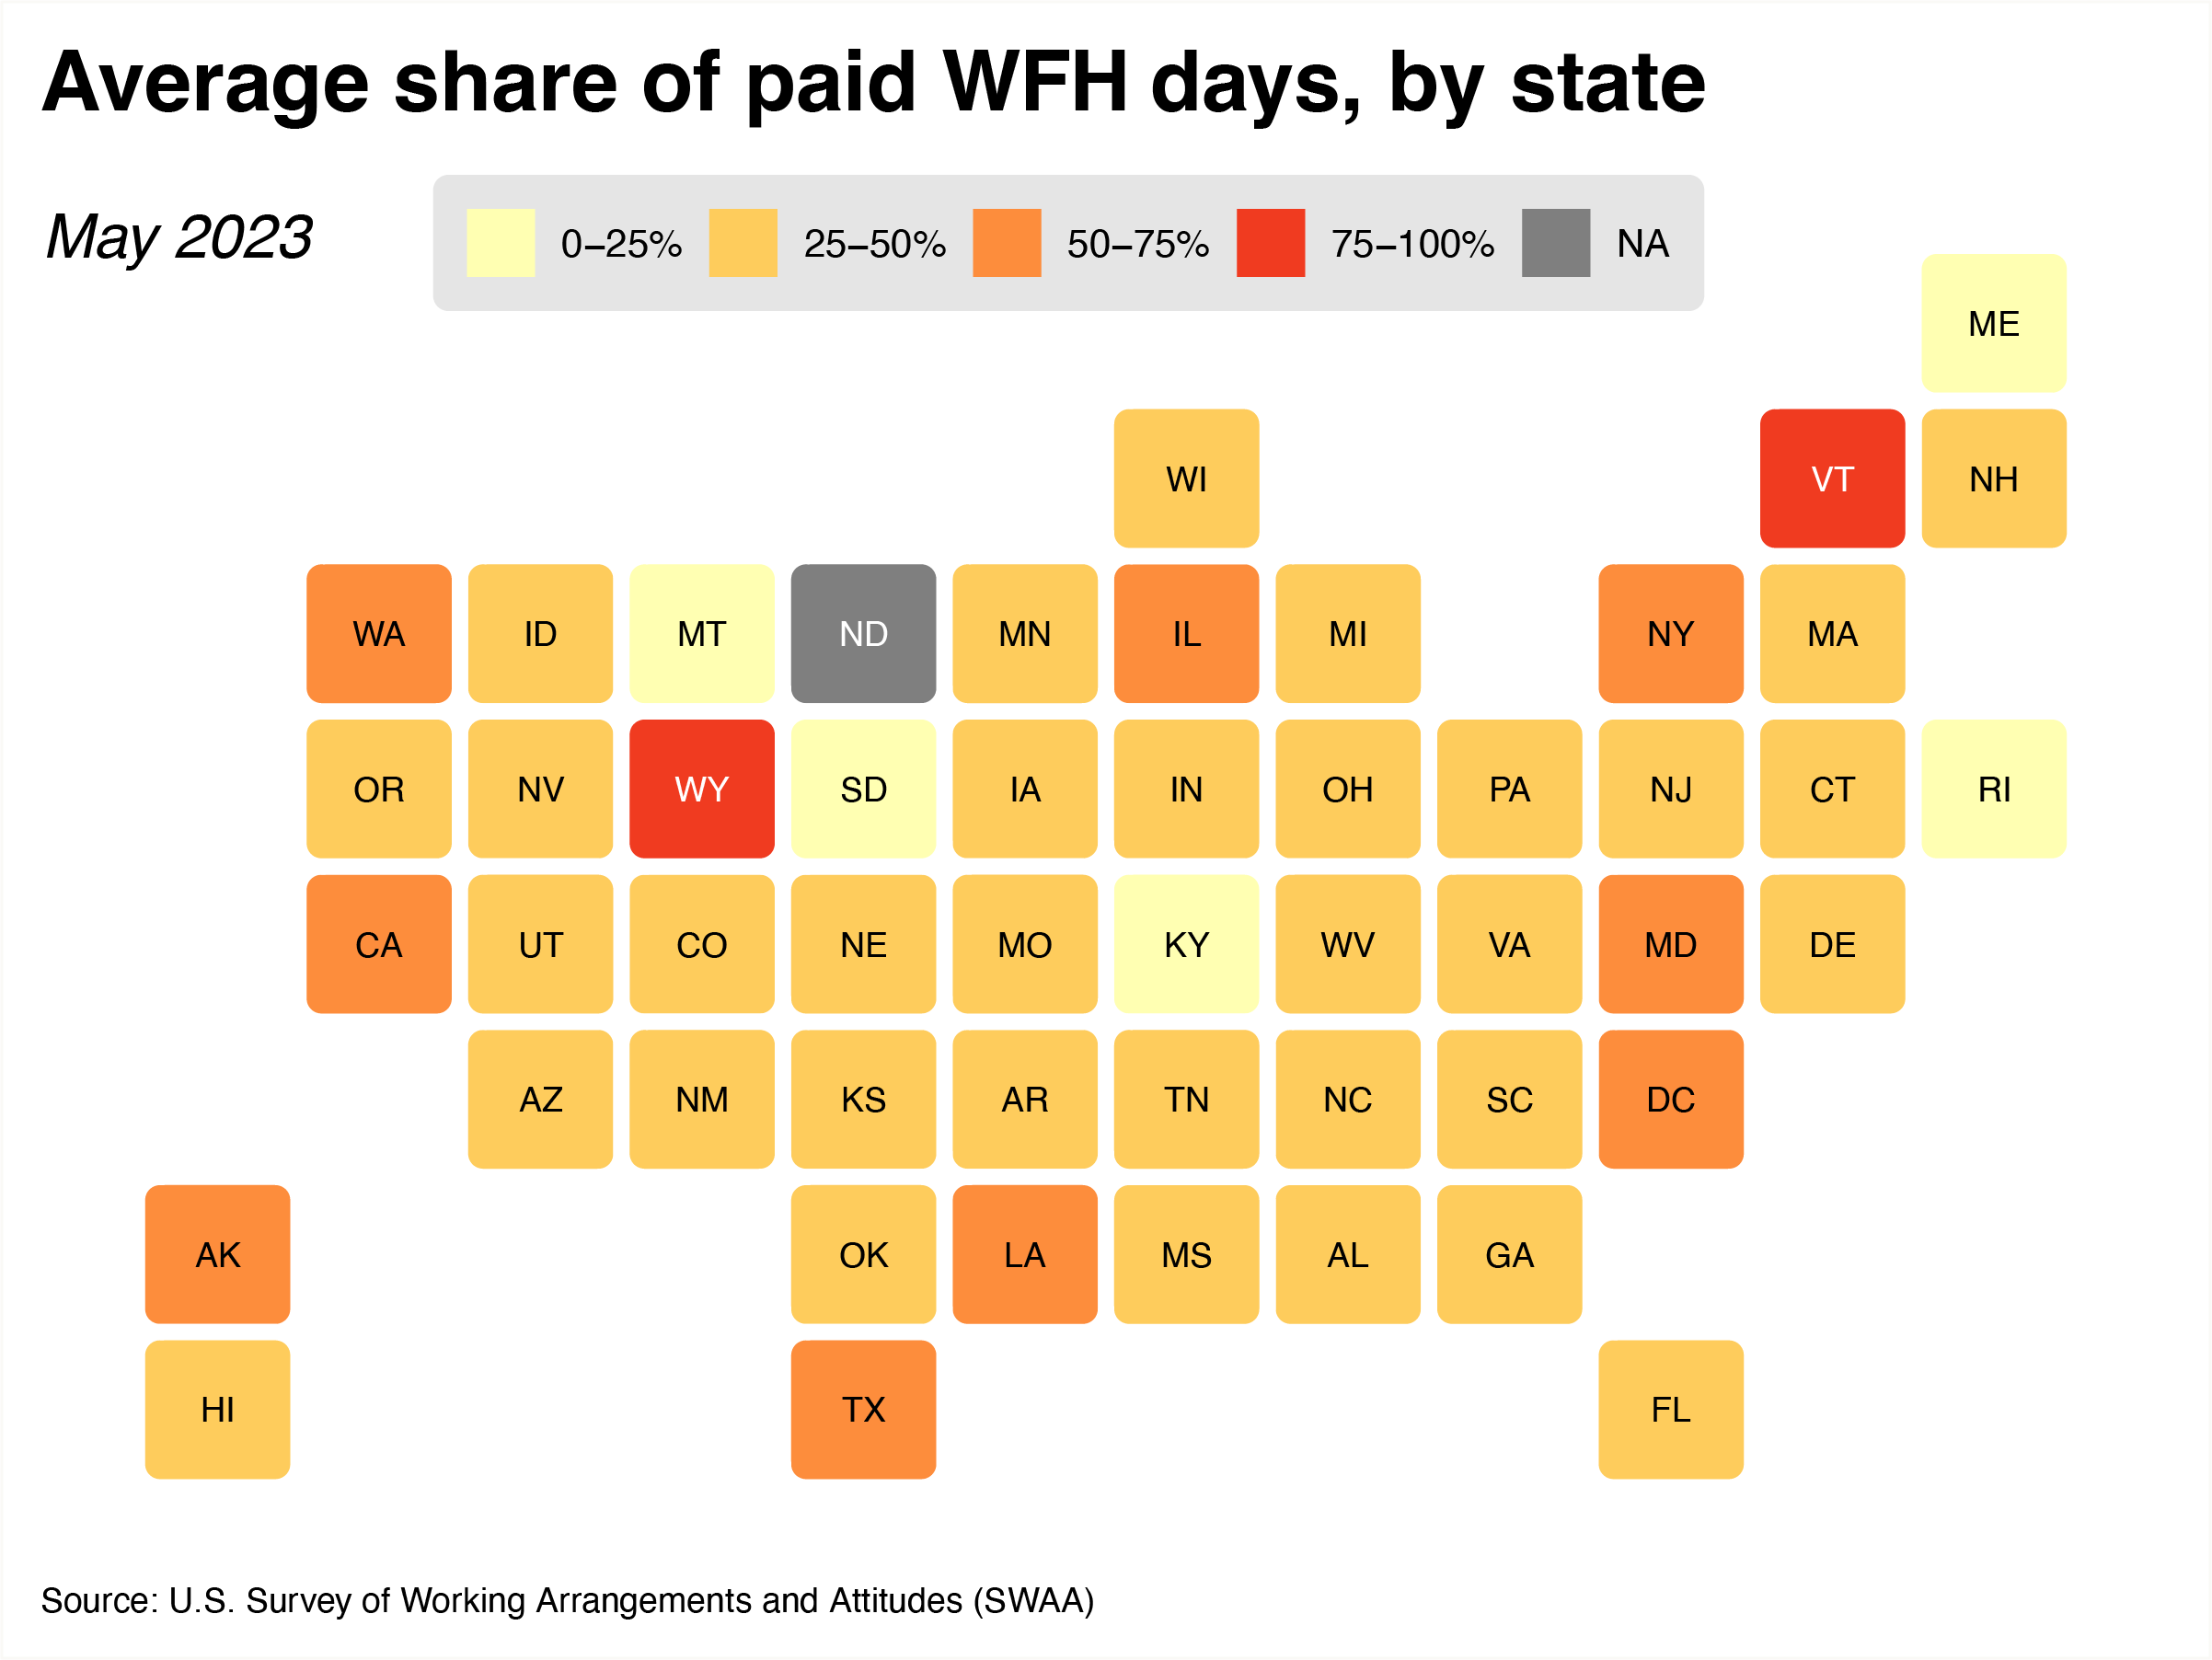 Average share of paid WFH days, by state
May 2023
0–25% 25–50% 50–75% 75–100% NA
ME
WI VT NH
WA ID MT ND MN IL MI NY MA
OR NV WY SD IA IN OH PA NJ CT RI
CA UT CO NE MO KY WV VA MD DE
AZ NM KS AR TN NC SC DC
AK OK LA MS AL GA
HI TX FL
Source: U.S. Survey of Working Arrangements and Attitudes (SWAA)